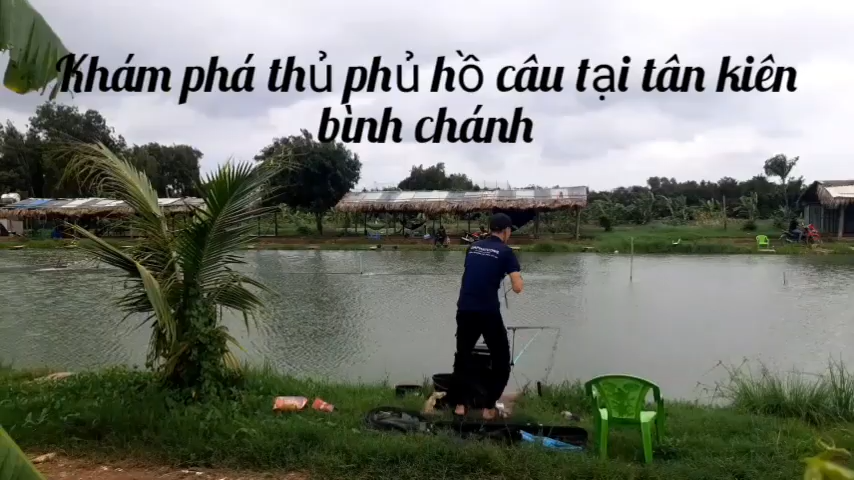 Khám phá thủ phủ hồ câu tại tân kiên
bình chánh